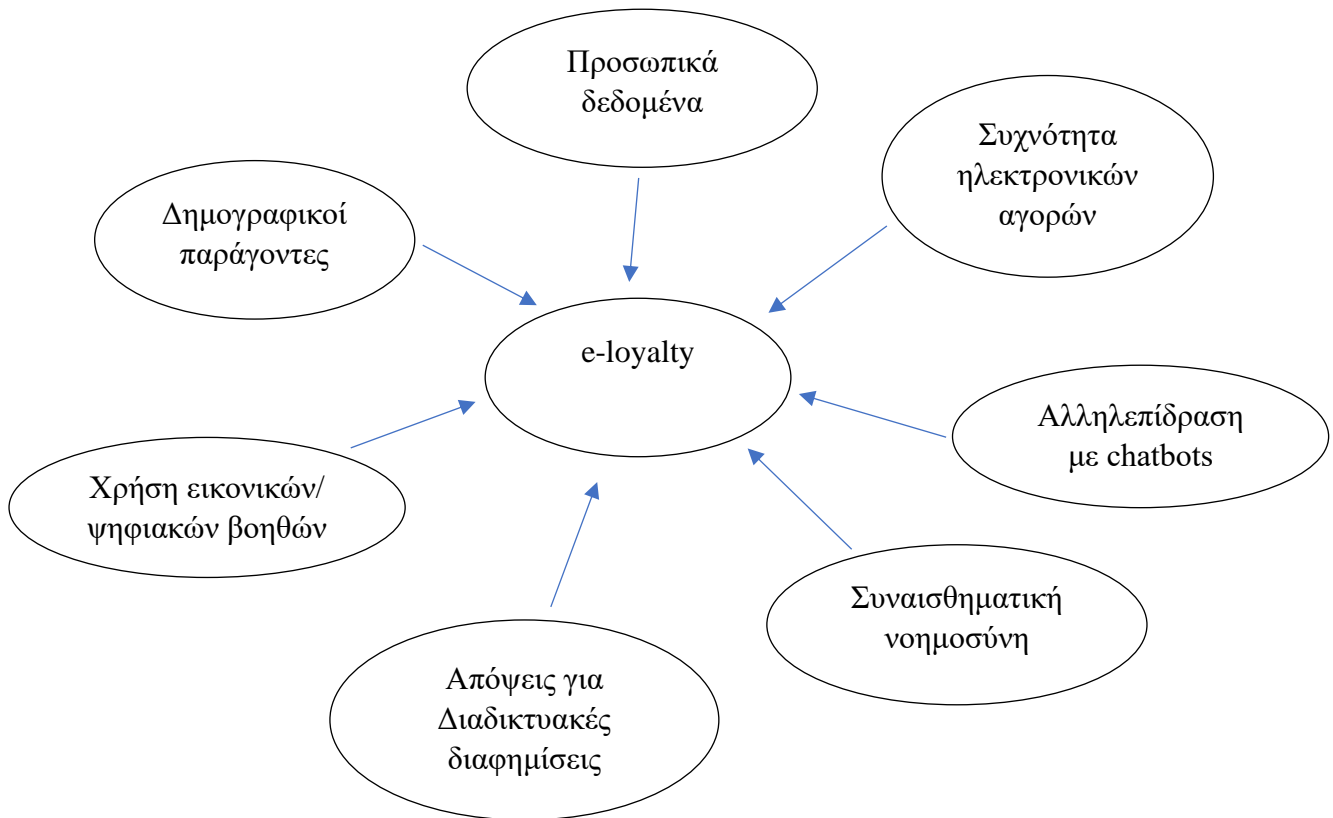 Προσωπικά
δεδομένα
Συχνότητα
ηλεκτρονικών
αγορών
Δημογραφικοί
παράγοντες
e-loyalty
Αλληλεπίδραση
με chatbots
Χρήση εικονικών/
ψηφιακών βοηθών
Συναισθηματική
νοημοσύνη
Απόψεις για
Διαδικτυακές
διαφημίσεις